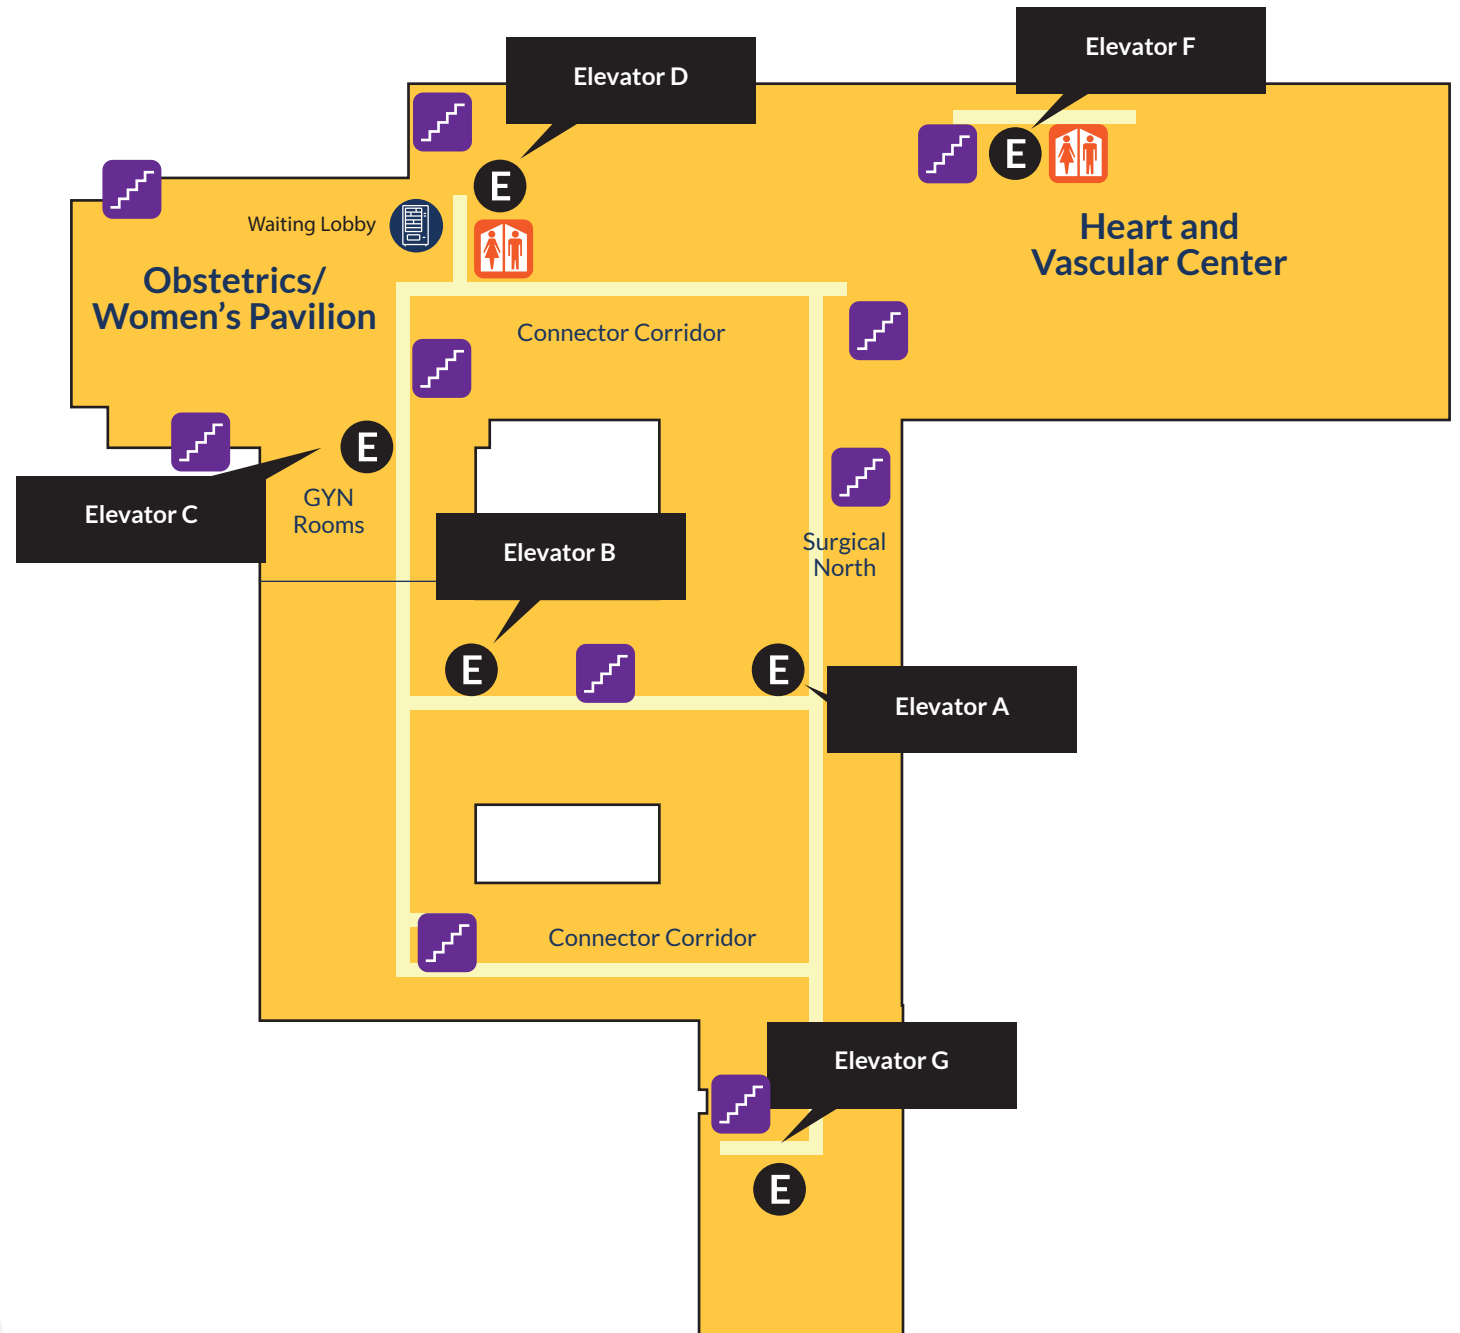 Elevator F
Elevator D
E
E
Waiting Lobby
Heart and
Vascular Center
Obstetrics/
Women’s Pavilion
Connector Corridor
E
Elevator C
GYN
Rooms
Elevator B
Surgical
North
E
E
Elevator A
Connector Corridor
Elevator G
E